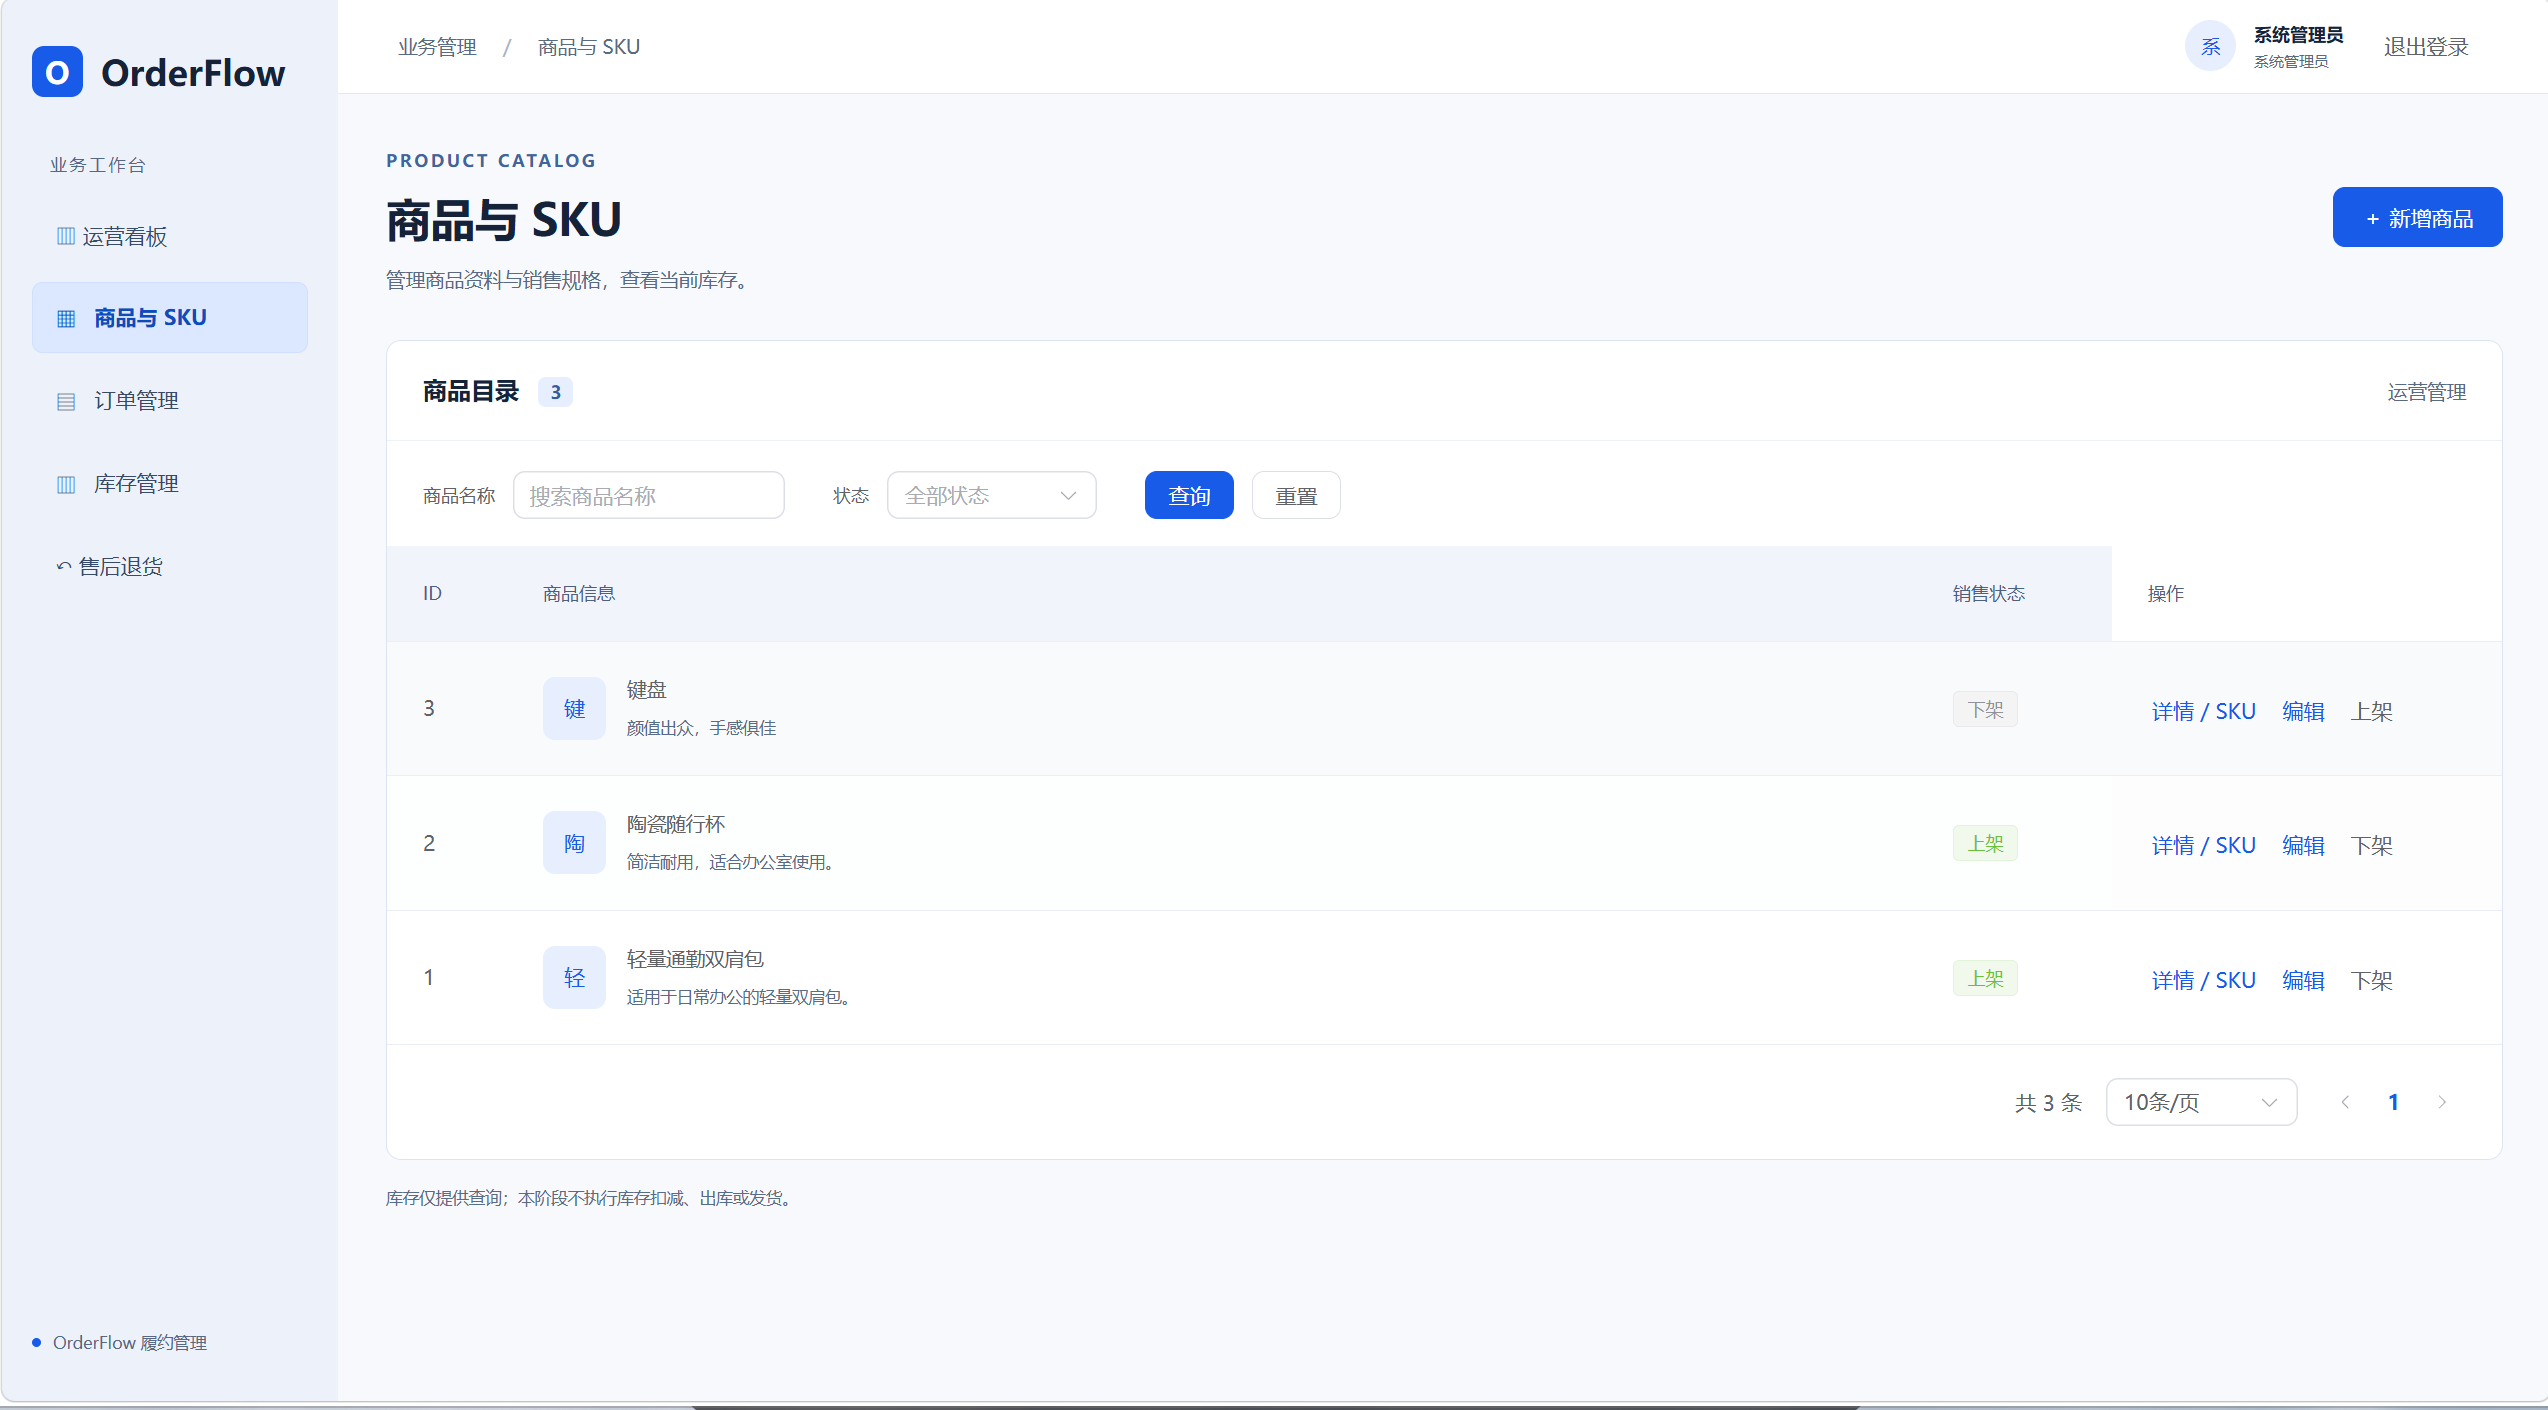 O OrderFlow
业务工作台
运营看板
商品与 SKU
订单管理
库存管理
售后退货
OrderFlow 履约管理
业务管理 / 商品与 SKU
系 系统管理员
系统管理员
退出登录
PRODUCT CATALOG
商品与 SKU
管理商品资料与销售规格，查看当前库存。
+ 新增商品
商品目录 3
运营管理
商品名称 搜索商品名称 状态 全部状态 查询 重置
ID 商品信息 销售状态 操作
3 键 键盘 下架 详情 / SKU 编辑 上架
颜值出众，手感俱佳
2 陶 陶瓷随行杯 上架 详情 / SKU 编辑 下架
简洁耐用，适合办公室使用。
1 轻 轻量通勤双肩包 上架 详情 / SKU 编辑 下架
适用于日常办公的轻量双肩包。
共 3 条 10条/页 1
库存仅提供查询；本阶段不执行库存扣减、出库或发货。